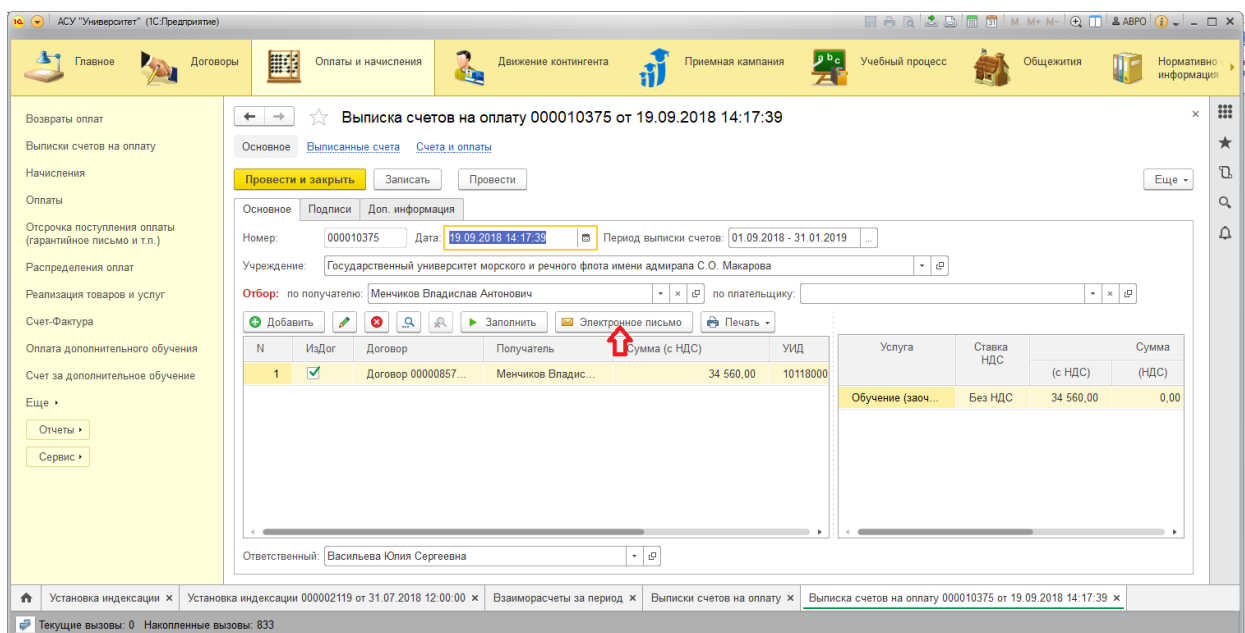 АСУ "Университет" (1С:Предприятие)
M M+ M- АВРО
Главное Договоры Оплаты и начисления Движение контингента Приемная кампания Учебный процесс Общежития Нормативно
информация
Возвраты оплат
Выписки счетов на оплату
Начисления
Оплаты
Отсрочка поступления оплаты
(гарантийное письмо и т.п.)
Распределения оплат
Реализация товаров и услуг
Счет-Фактура
Оплата дополнительного обучения
Счет за дополнительное обучение
Еще
Отчеты
Сервис
Выписка счетов на оплату 000010375 от 19.09.2018 14:17:39
Основное Выписанные счета Счета и оплаты
Провести и закрыть Записать Провести Еще
Основное Подписи Доп. информация
Номер: 000010375 Дата: 19.09.2018 14:17:39 Период выписки счетов: 01.09.2018 - 31.01.2019 ...
Учреждение: Государственный университет морского и речного флота имени адмирала С.О. Макарова
Отбор: по получателю: Менчиков Владислав Антонович по плательщику:
Добавить Заполнить Электронное письмо Печать
N ИзДог Договор Получатель Сумма (с НДС) УИД
1 Договор 00000857... Менчиков Владис... 34 560,00 10118000
Услуга Ставка НДС Сумма
(с НДС) (НДС)
Обучение (заоч... Без НДС 34 560,00 0,00
Ответственный: Васильева Юлия Сергеевна
Установка индексации × Установка индексации 000002119 от 31.07.2018 12:00:00 × Взаиморасчеты за период × Выписки счетов на оплату × Выписка счетов на оплату 000010375 от 19.09.2018 14:17:39 ×
Текущие вызовы: 0 Накопленные вызовы: 833